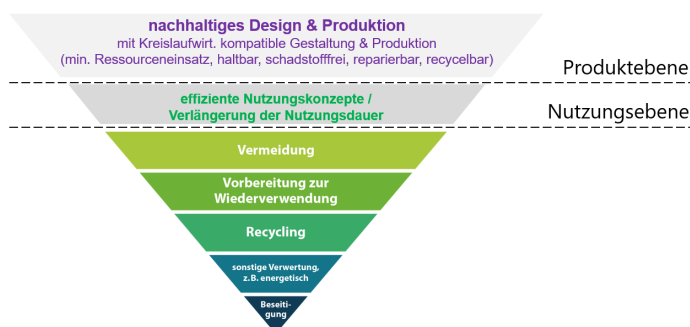 nachhaltiges Design & Produktion
mit Kreislaufwirt. kompatible Gestaltung & Produktion
(min. Ressourceneinsatz, haltbar, schadstofffrei, reparierbar, recycelbar)
Produktebene
effiziente Nutzungskonzepte /
Verlängerung der Nutzungsdauer
Nutzungsebene
Vermeidung
Vorbereitung zur
Wiederverwendung
Recycling
sonstige Verwertung,
z.B. energetisch
Beseiti-
gung